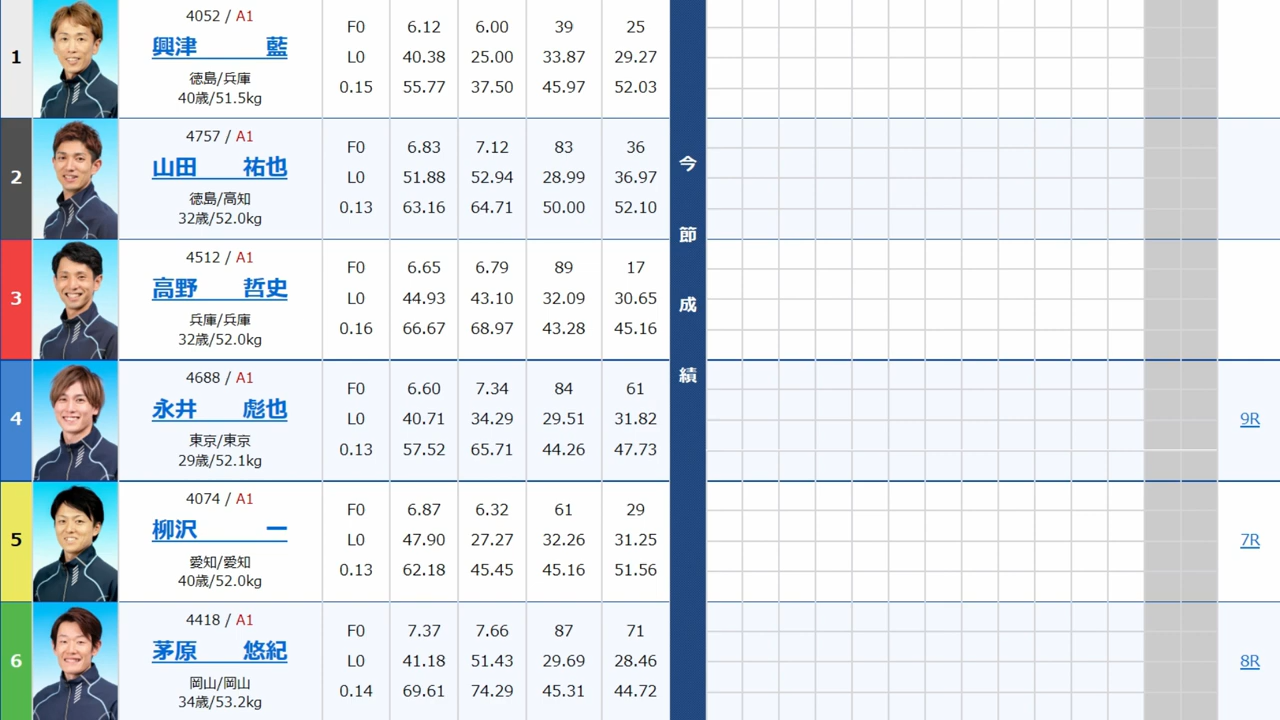 1
4052 / A1
興津 藍
徳島/兵庫
40歳/51.5kg
F0 6.12 6.00 39 25
L0 40.38 25.00 33.87 29.27
0.15 55.77 37.50 45.97 52.03
2
4757 / A1
山田 祐也
徳島/高知
32歳/52.0kg
F0 6.83 7.12 83 36
L0 51.88 52.94 28.99 36.97
0.13 63.16 64.71 50.00 52.10
3
4512 / A1
高野 哲史
兵庫/兵庫
32歳/52.0kg
F0 6.65 6.79 89 17
L0 44.93 43.10 32.09 30.65
0.16 66.67 68.97 43.28 45.16
4
4688 / A1
永井 彪也
東京/東京
29歳/52.1kg
F0 6.60 7.34 84 61
L0 40.71 34.29 29.51 31.82
0.13 57.52 65.71 44.26 47.73
9R
5
4074 / A1
柳沢 一
愛知/愛知
40歳/52.0kg
F0 6.87 6.32 61 29
L0 47.90 27.27 32.26 31.25
0.13 62.18 45.45 45.16 51.56
7R
6
4418 / A1
茅原 悠紀
岡山/岡山
34歳/53.2kg
F0 7.37 7.66 87 71
L0 41.18 51.43 29.69 28.46
0.14 69.61 74.29 45.31 44.72
8R
今節成績